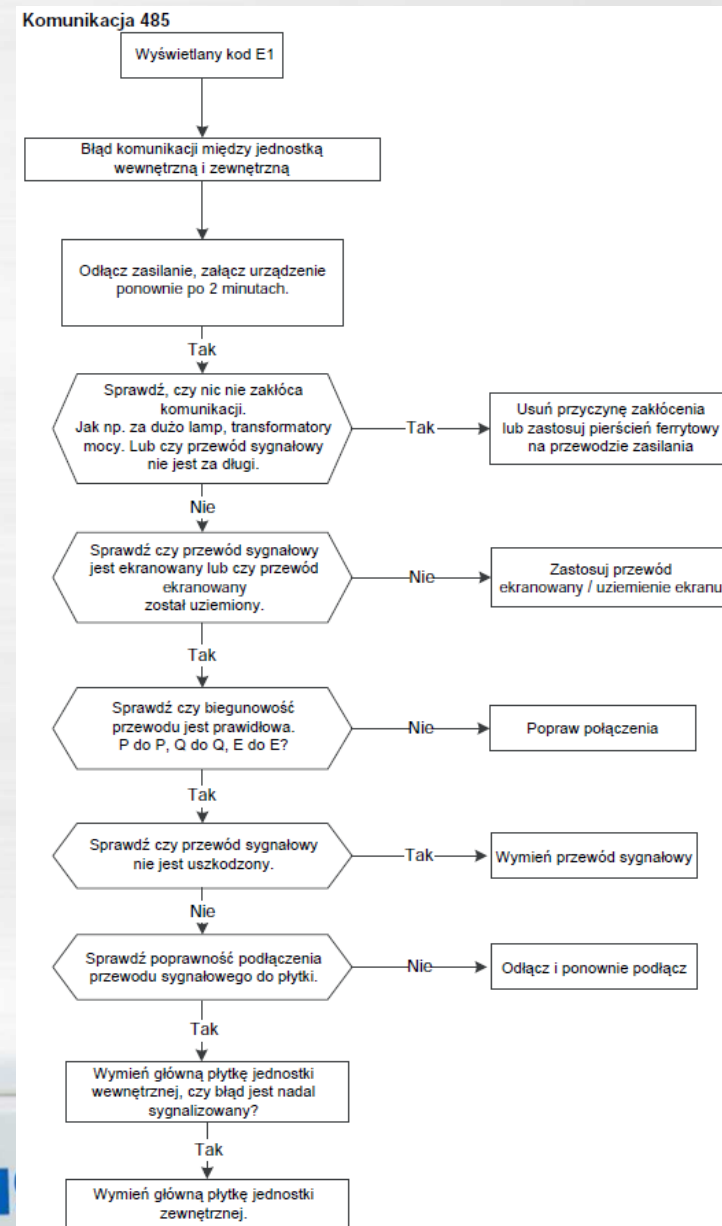 Komunikacja 485
Wyświetlany kod E1
Błąd komunikacji między jednostką
wewnętrzną i zewnętrzną
Odłącz zasilanie, załącz urządzenie
ponownie po 2 minutach.
Tak
Sprawdź, czy nic nie zakłóca
komunikacji.
Jak np. za dużo lamp, transformatory
mocy. Lub czy przewód sygnałowy
nie jest za długi.
Tak
Usuń przyczynę zakłócenia
lub zastosuj pierścień ferrytowy
na przewodzie zasilania
Nie
Sprawdź czy przewód sygnałowy
jest ekranowany lub czy przewód
ekranowany
został uziemiony.
Nie
Zastosuj przewód
ekranowany / uziemienie ekranu
Tak
Sprawdź czy biegunowość
przewodu jest prawidłowa.
P do P, Q do Q, E do E?
Nie
Popraw połączenia
Tak
Sprawdź czy przewód sygnałowy
nie jest uszkodzony.
Tak
Wymień przewód sygnałowy
Nie
Sprawdź poprawność podłączenia
przewodu sygnałowego do płytki.
Nie
Odłącz i ponownie podłącz
Tak
Wymień główną płytkę jednostki
wewnętrznej, czy błąd jest nadal
sygnalizowany?
Tak
Wymień główną płytkę jednostki
zewnętrznej.